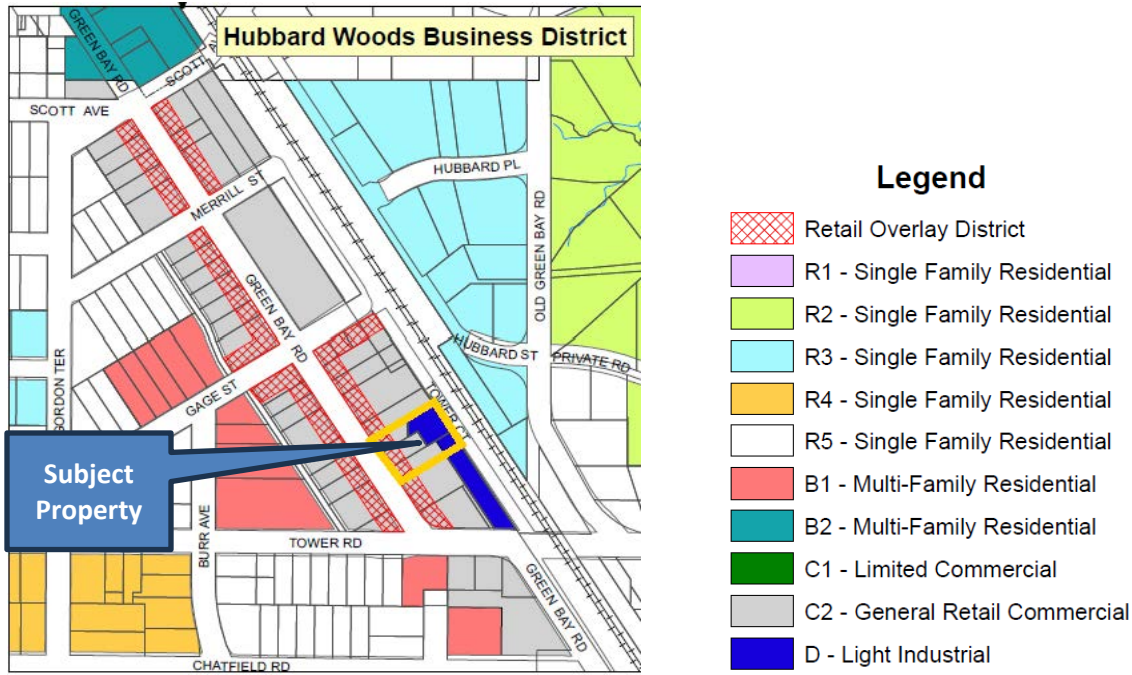 Hubbard Woods Business District
GREEN BAY RD
SCOTT
SCOTT AVE
HUBBARD PL
MERRILL ST
OLD GREEN BAY RD
GREEN BAY RD
HUBBARD ST
PRIVATE RD
GORDON TER
GAGE ST
OWER CT
Subject
Property
BURR AVE
TOWER RD
GREEN BAY RD
CHATFIELD RD
Legend
Retail Overlay District
R1 - Single Family Residential
R2 - Single Family Residential
R3 - Single Family Residential
R4 - Single Family Residential
R5 - Single Family Residential
B1 - Multi-Family Residential
B2 - Multi-Family Residential
C1 - Limited Commercial
C2 - General Retail Commercial
D - Light Industrial